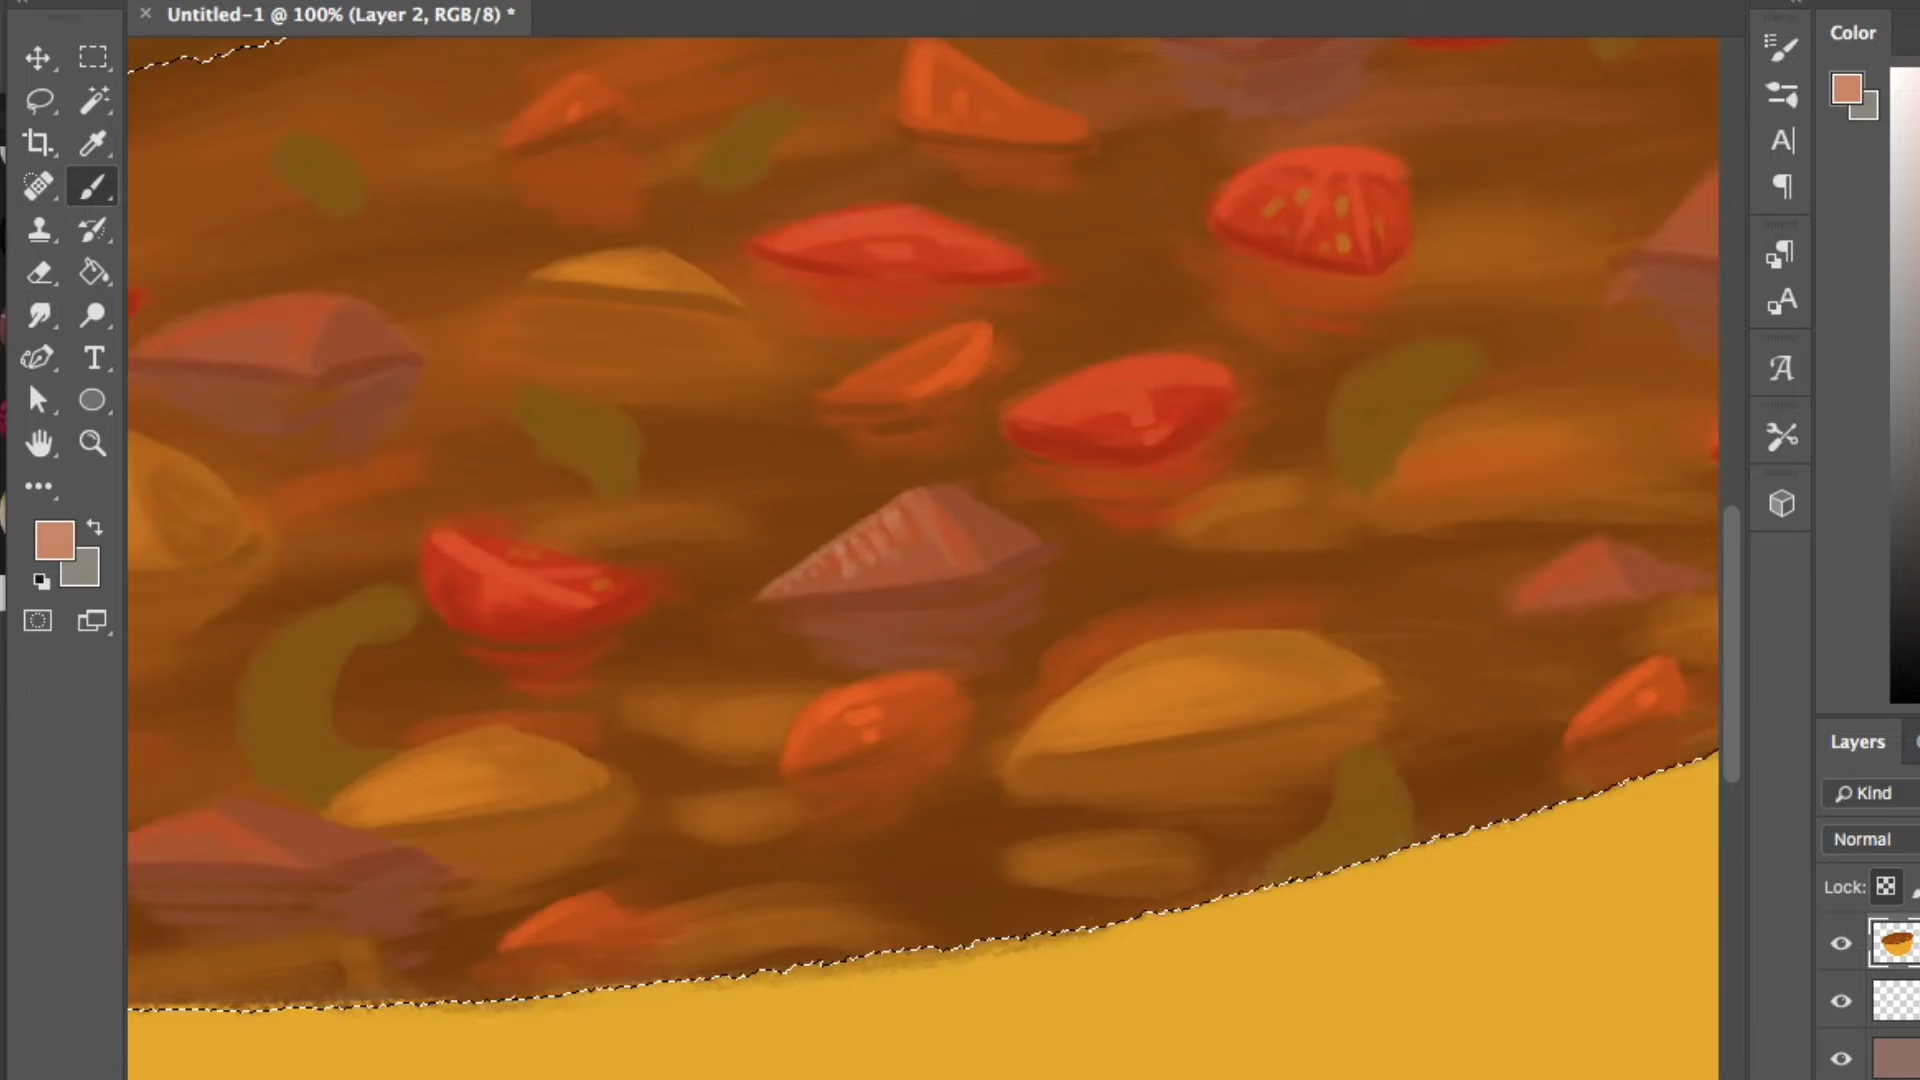 Untitled-1 @ 100% (Layer 2, RGB/8) *
Color
Layers
Kind
Normal
Lock: